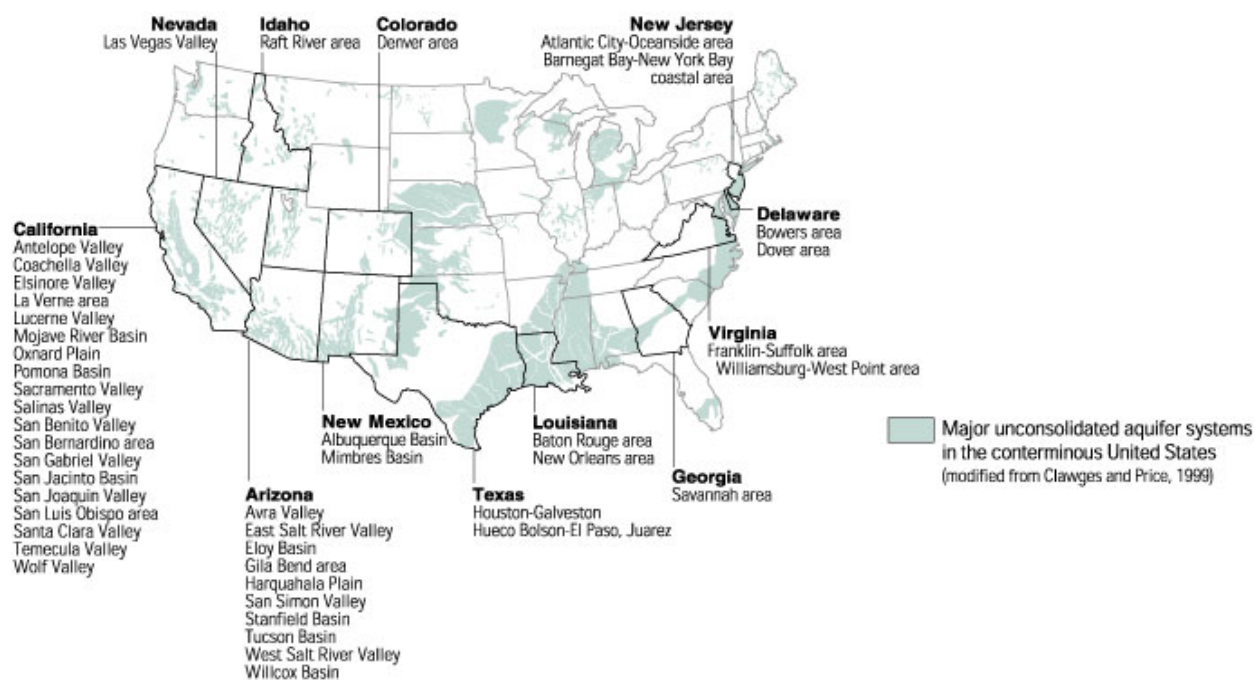 Nevada
Las Vegas Valley
Idaho
Raft River area
Colorado
Denver area
New Jersey
Atlantic City-Oceanside area
Barnegat Bay-New York Bay
coastal area
California
Antelope Valley
Coachella Valley
Elsinore Valley
La Verne area
Lucerne Valley
Mojave River Basin
Oxnard Plain
Pomona Basin
Sacramento Valley
Salinas Valley
San Benito Valley
San Bernardino area
San Gabriel Valley
San Jacinto Basin
San Joaquin Valley
San Luis Obispo area
Santa Clara Valley
Temecula Valley
Wolf Valley
Delaware
Bowers area
Dover area
Virginia
Franklin-Suffolk area
Williamsburg-West Point area
New Mexico
Albuquerque Basin
Mimbres Basin
Louisiana
Baton Rouge area
New Orleans area
Georgia
Savannah area
Arizona
Avra Valley
East Salt River Valley
Eloy Basin
Gila Bend area
Harquahala Plain
San Simon Valley
Stanfield Basin
Tucson Basin
West Salt River Valley
Willcox Basin
Texas
Houston-Galveston
Hueco Bolson-El Paso, Juarez
Major unconsolidated aquifer systems
in the conterminous United States
(modified from Clawges and Price, 1999)